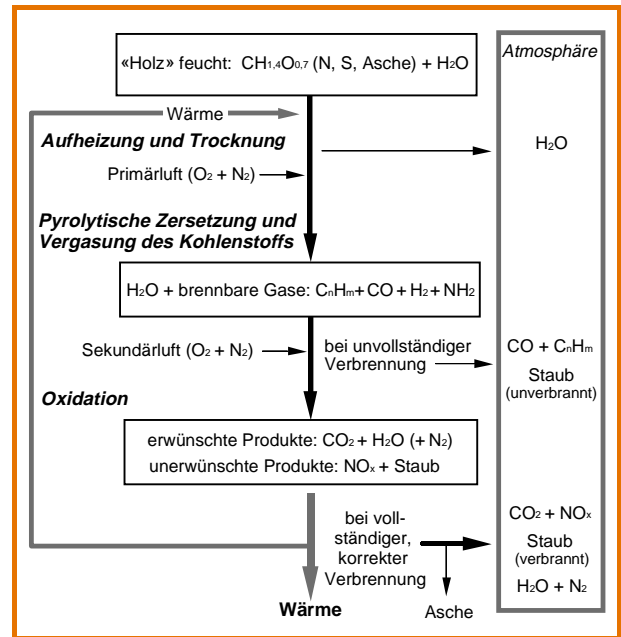 Atmosphäre
«Holz» feucht: CH1,4O0,7 (N, S, Asche) + H2O
Wärme
Aufheizung und Trocknung
H2O
Primärluft (O2 + N2)
Pyrolytische Zersetzung und
Vergasung des Kohlenstoffs
H2O + brennbare Gase: CnHm + CO + H2 + NH2
Sekundärluft (O2 + N2)
bei unvollständiger
Verbrennung
CO + CnHm
Staub
(unverbrannt)
Oxidation
erwünschte Produkte: CO2 + H2O (+ N2)
unerwünschte Produkte: NOx + Staub
bei voll-
ständiger,
korrekter
Verbrennung
CO2 + NOx
Staub
(verbrannt)
H2O + N2
Wärme
Asche